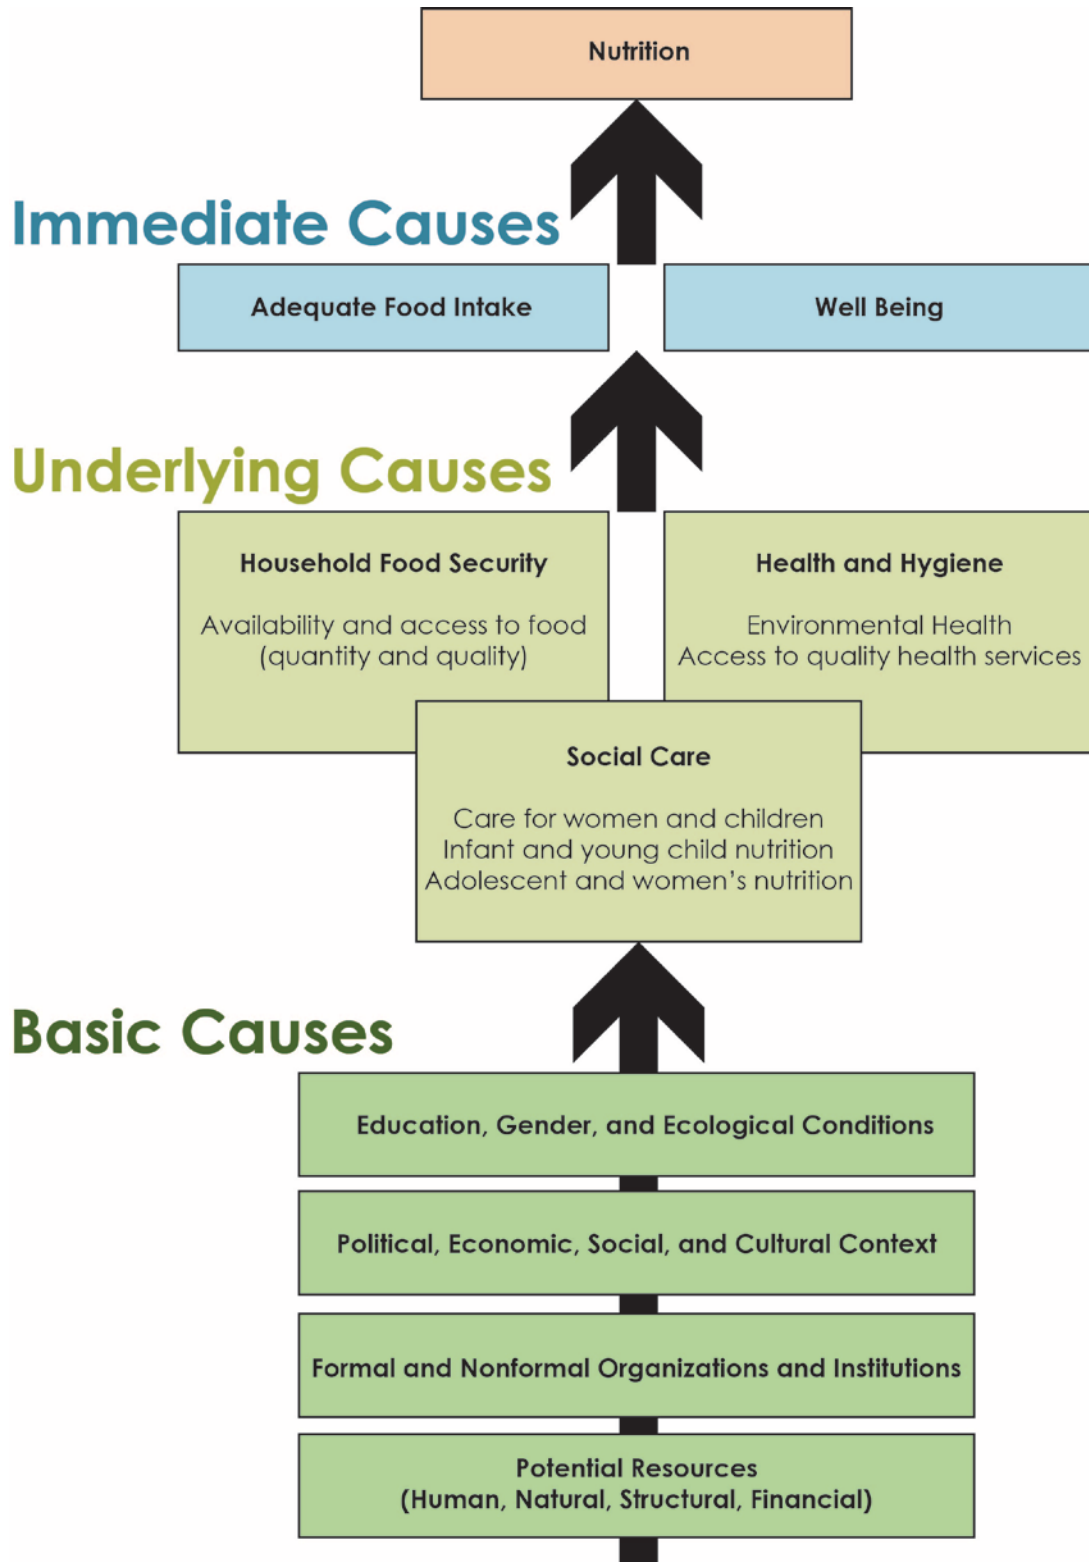 Nutrition
Immediate Causes
Adequate Food Intake
Well Being
Underlying Causes
Household Food Security
Availability and access to food
(quantity and quality)
Health and Hygiene
Environmental Health
Access to quality health services
Social Care
Care for women and children
Infant and young child nutrition
Adolescent and women’s nutrition
Basic Causes
Education, Gender, and Ecological Conditions
Political, Economic, Social, and Cultural Context
Formal and Nonformal Organizations and Institutions
Potential Resources
(Human, Natural, Structural, Financial)